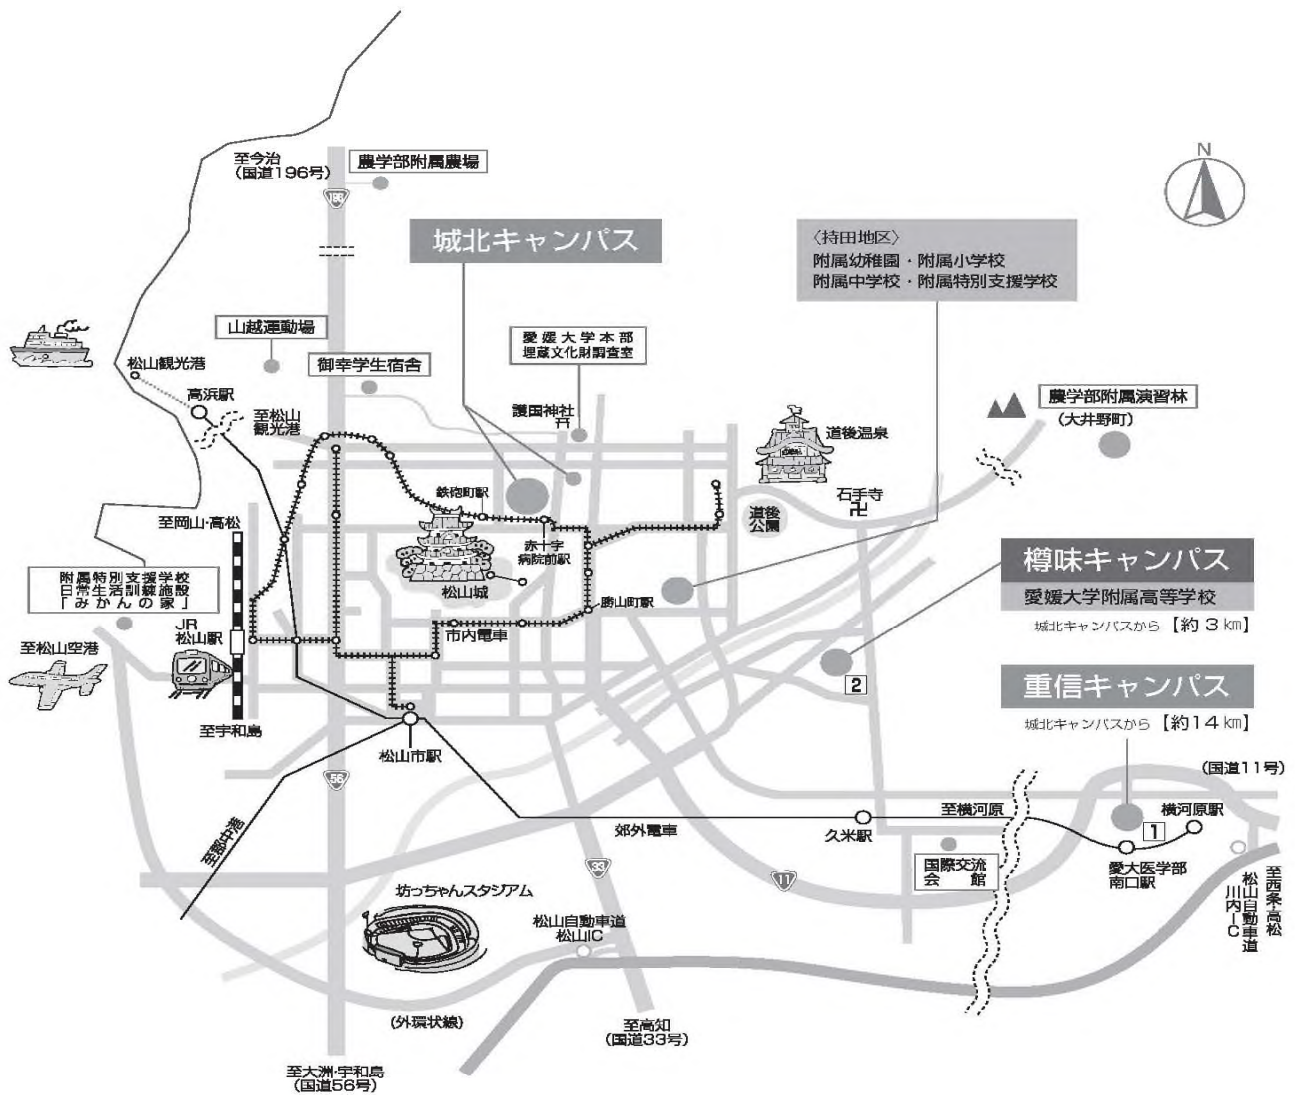 N
至今治
(国道196号)
農学部附属農場
196
城北キャンパス
〈持田地区〉
附属幼稚園・附属小学校
附属中学校・附属特別支援学校
山越運動場
愛媛大学本部
埋蔵文化財調査室
御幸学生宿舎
松山観光港
高浜駅
至松山
観光港
護国神社
道後温泉
農学部附属演習林
(大井野町)
石手寺
鉄砲町駅
至岡山・高松
道後
公園
赤十字
病院前駅
松山城
勝山町駅
市内電車
附属特別支援学校
日常生活訓練施設
「みかんの家」
JR
松山駅
至松山空港
至宇和島
松山市駅
樽味キャンパス
愛媛大学附属高等学校
城北キャンパスから【約3㎞】
2
重信キャンパス
城北キャンパスから【約14㎞】
(国道11号)
56
至郡中港
郊外電車
久米駅
至横河原
横河原駅
1
愛大医学部
南口駅
国際交流
会館
33
11
坊っちゃんスタジアム
松山自動車道
松山IC
松山自動車道
川内IC
至西条・高松
(外環状線)
至高知
(国道33号)
至大洲・宇和島
(国道56号)